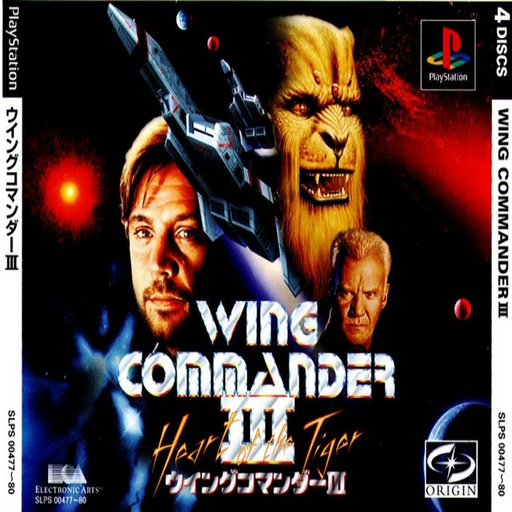 PlayStation
ウイングコマンダーIII
SLPS 00477~80
PlayStation
4 DISCS
WING COMMANDER III
SLPS 00477~80
WING
COMMANDER
III
Heart of the Tiger
ウイングコマンダーIII
EA
ELECTRONIC ARTS™
SLPS 00477~80
ORIGIN